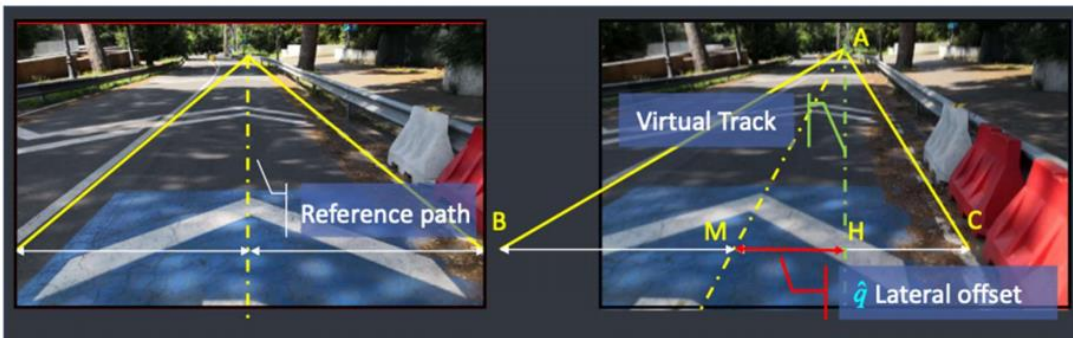 A
Virtual Track
Reference path
B
M
H
C
q̂ Lateral offset